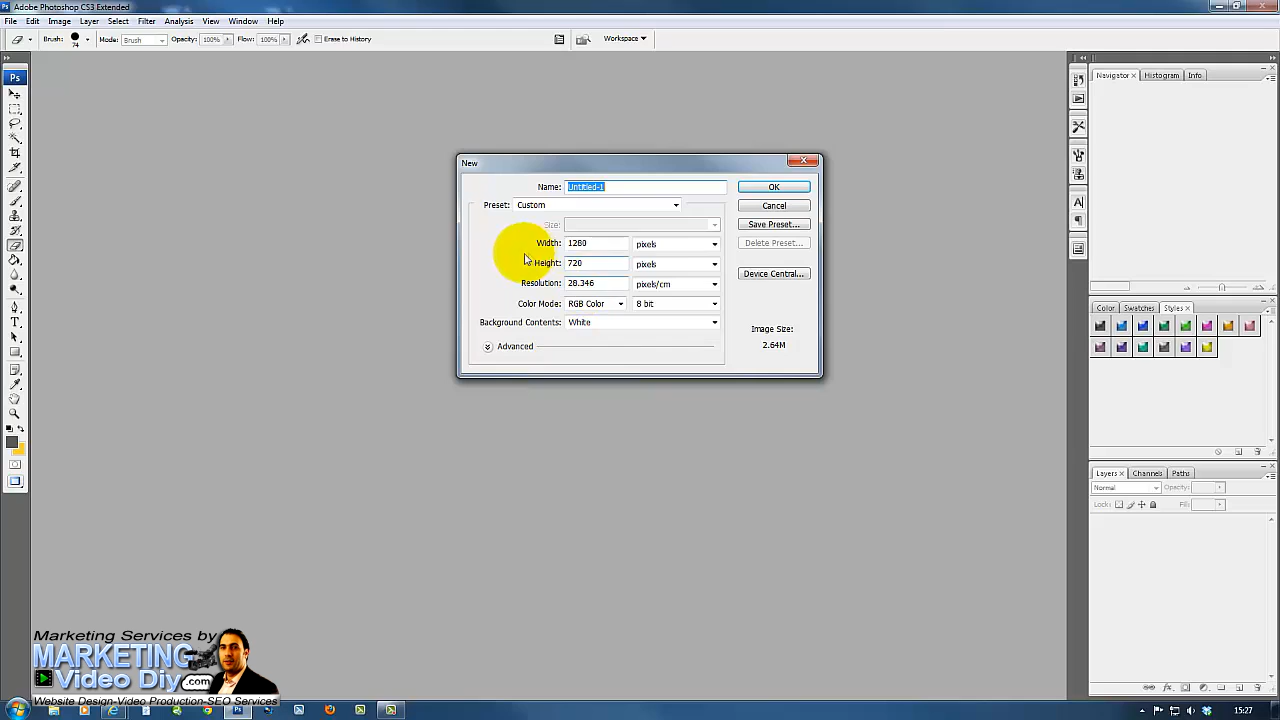 Adobe Photoshop CS3 Extended
File Edit Image Layer Select Filter Analysis View Window Help
Brush: 74 Mode: Brush Opacity: 100% Flow: 100% Erase to History Workspace
Ps
Navigator Histogram Info
New
Name: Untitled-1 OK
Preset: Custom Cancel
Size: Save Preset...
Width: 1280 pixels Delete Preset...
Height: 720 pixels
Resolution: 28.346 pixels/cm Device Central...
Color Mode: RGB Color 8 bit
Background Contents: White
Image Size:
2.64M
Advanced
Color Swatches Styles
Layers Channels Paths
Normal Opacity:
Lock: Fill:
Marketing Services by
MARKETING
Video Diy.com
Website Design-Video Production-SEO Services
15:27